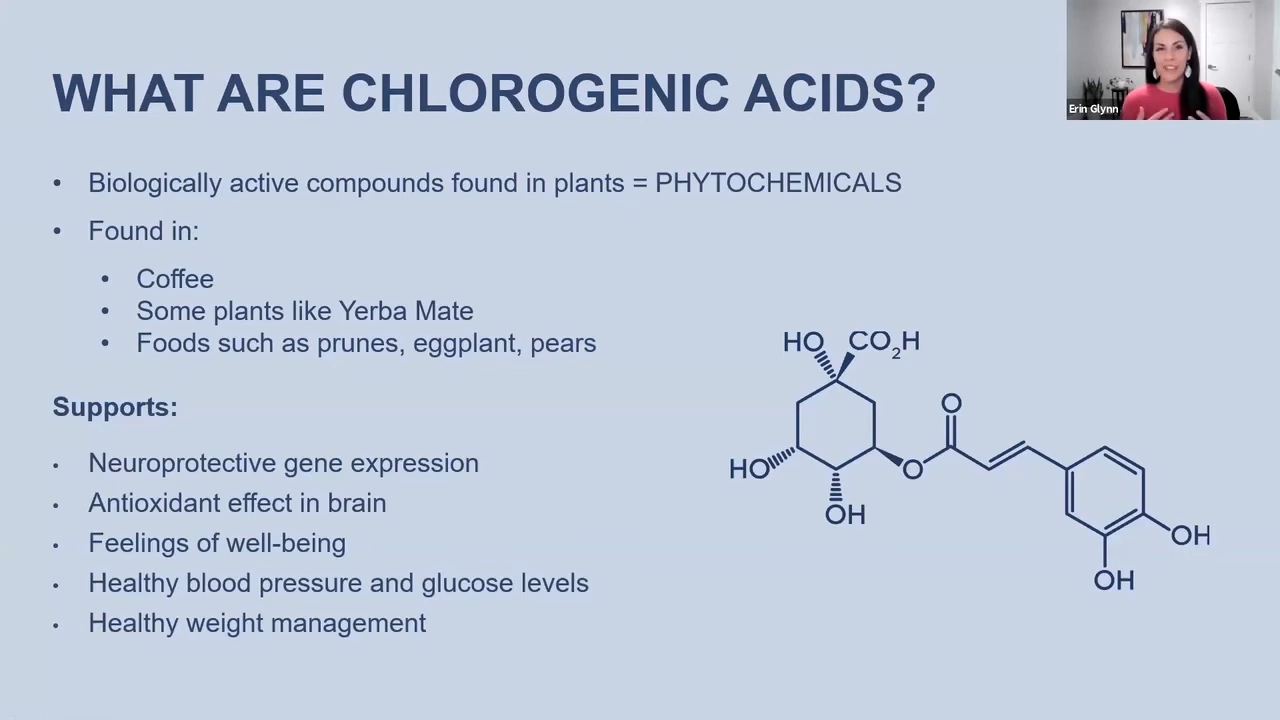 WHAT ARE CHLOROGENIC ACIDS?
Erin Glynn
• Biologically active compounds found in plants = PHYTOCHEMICALS
• Found in:
• Coffee
• Some plants like Yerba Mate
• Foods such as prunes, eggplant, pears
Supports:
• Neuroprotective gene expression
• Antioxidant effect in brain
• Feelings of well-being
• Healthy blood pressure and glucose levels
• Healthy weight management
HO CO₂H
O
HO O
OH
OH
OH